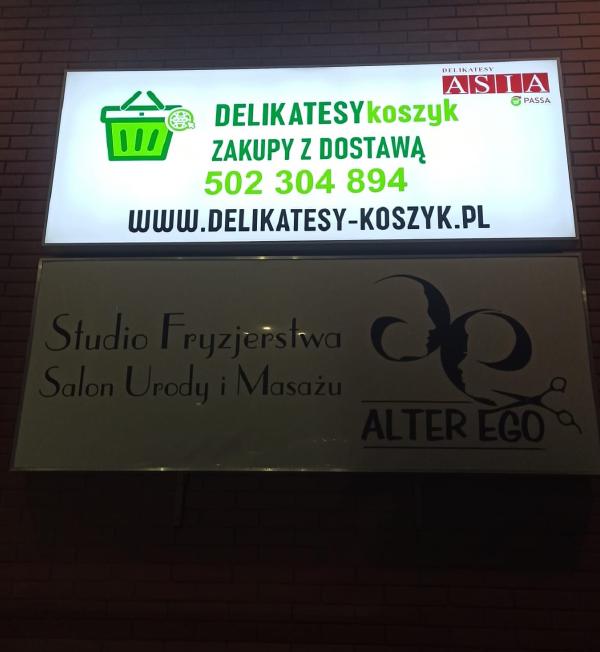 DELIKATESY
ASIA
PASSA
DELIKATESYkoszyk
ZAKUPY Z DOSTAWĄ
502 304 894
WWW.DELIKATESY-KOSZYK.PL
Studio Fryzjerstwa
Salon Urody i Masażu
ae
ALTER EGO